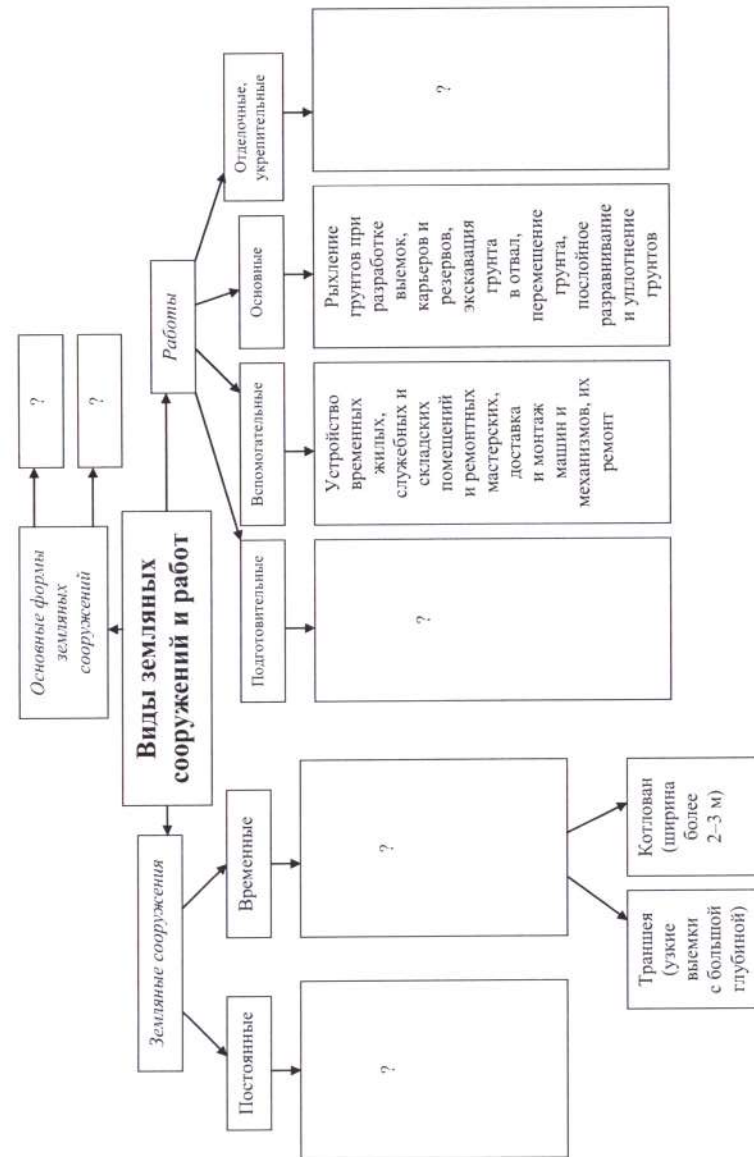 Основные формы
земляных
сооружений
?
?
Виды земляных
сооружений и работ
Земляные сооружения
Работы
Постоянные
Временные
Подготовительные
Вспомогательные
Основные
Отделочные,
укрепительные
?
?
?
Устройство
временных
жилых,
служебных и
складских
помещений
и ремонтных
мастерских,
доставка
и монтаж
машин и
механизмов, их
ремонт
Рыхление
грунтов при
разработке
выемок,
карьеров и
резервов,
экскавация
грунта
в отвал,
перемещение
грунта,
послойное
разравнивание
и уплотнение
грунтов
?
Траншея
(узкие
выемки
с большой
глубиной)
Котлован
(ширина
более
2–3 м)